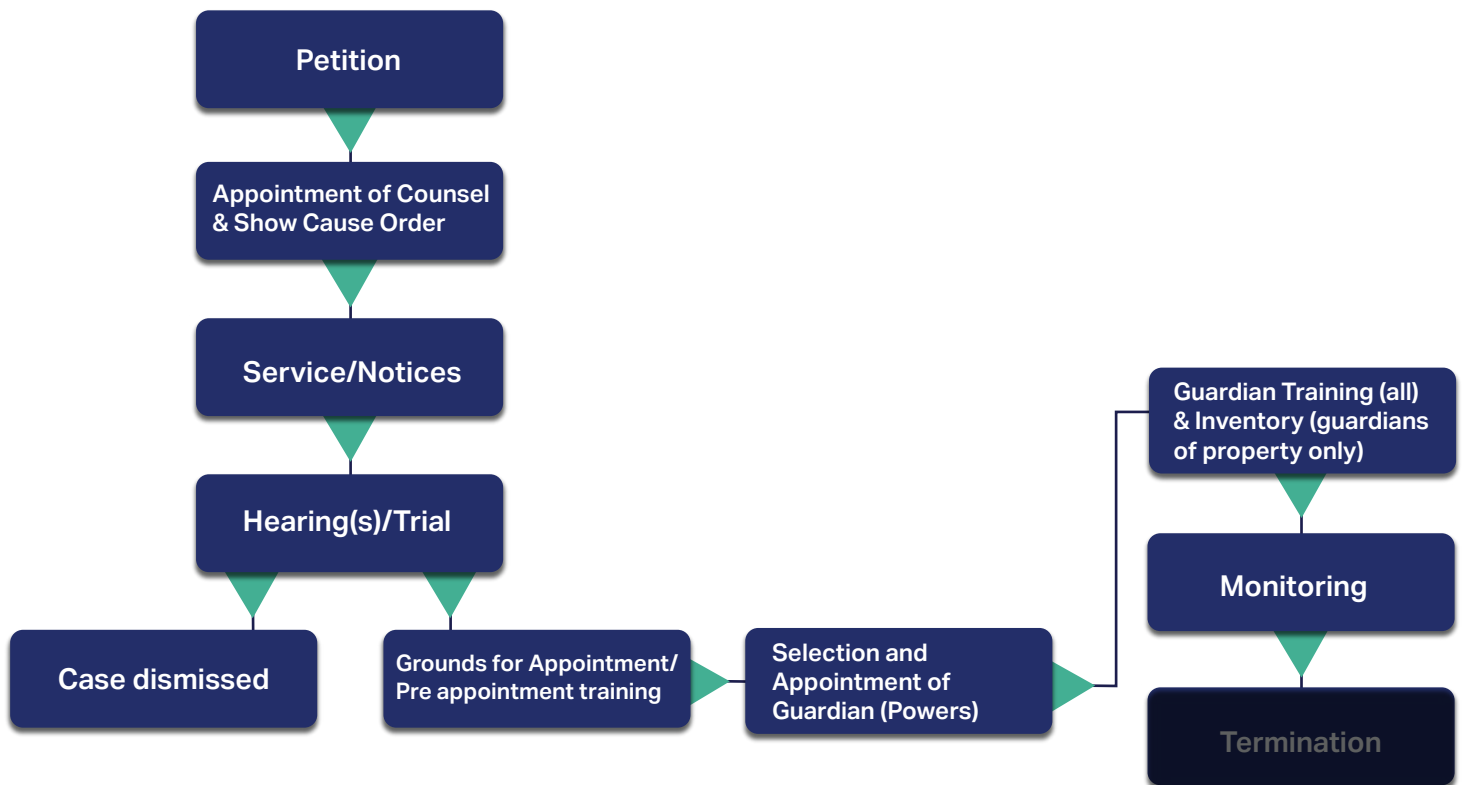 Petition
Appointment of Counsel
& Show Cause Order
Service/Notices
Hearing(s)/Trial
Case dismissed
Grounds for Appointment/
Pre appointment training
Selection and
Appointment of
Guardian (Powers)
Guardian Training (all)
& Inventory (guardians
of property only)
Monitoring
Termination